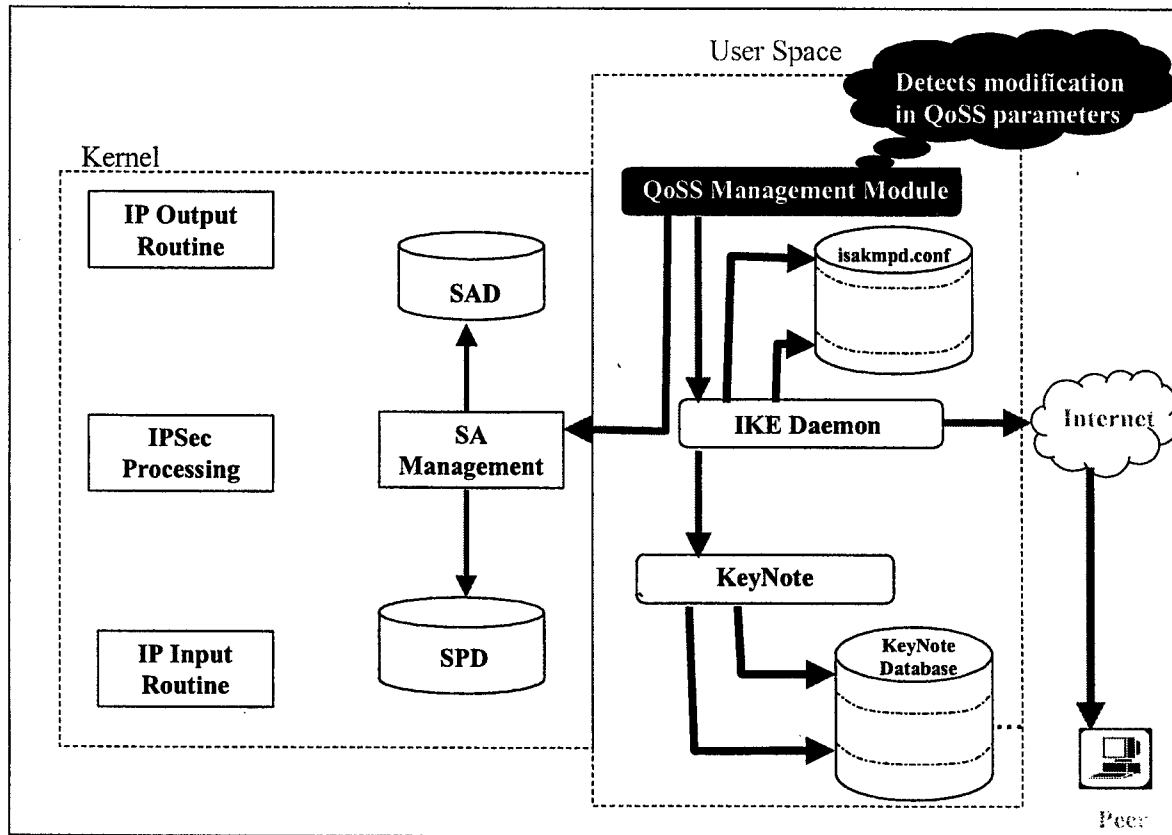 User Space
Detects modification
in QoSS parameters
Kernel
QoSS Management Module
IP Output
Routine
isakmpd.conf
SAD
IPSec
Processing
SA
Management
IKE Daemon
Internet
KeyNote
IP Input
Routine
SPD
KeyNote
Database
Peer